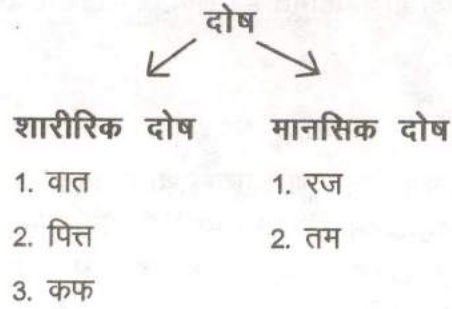 दोष
शारीरिक दोष मानसिक दोष
1. वात 1. रज
2. पित्त 2. तम
3. कफ